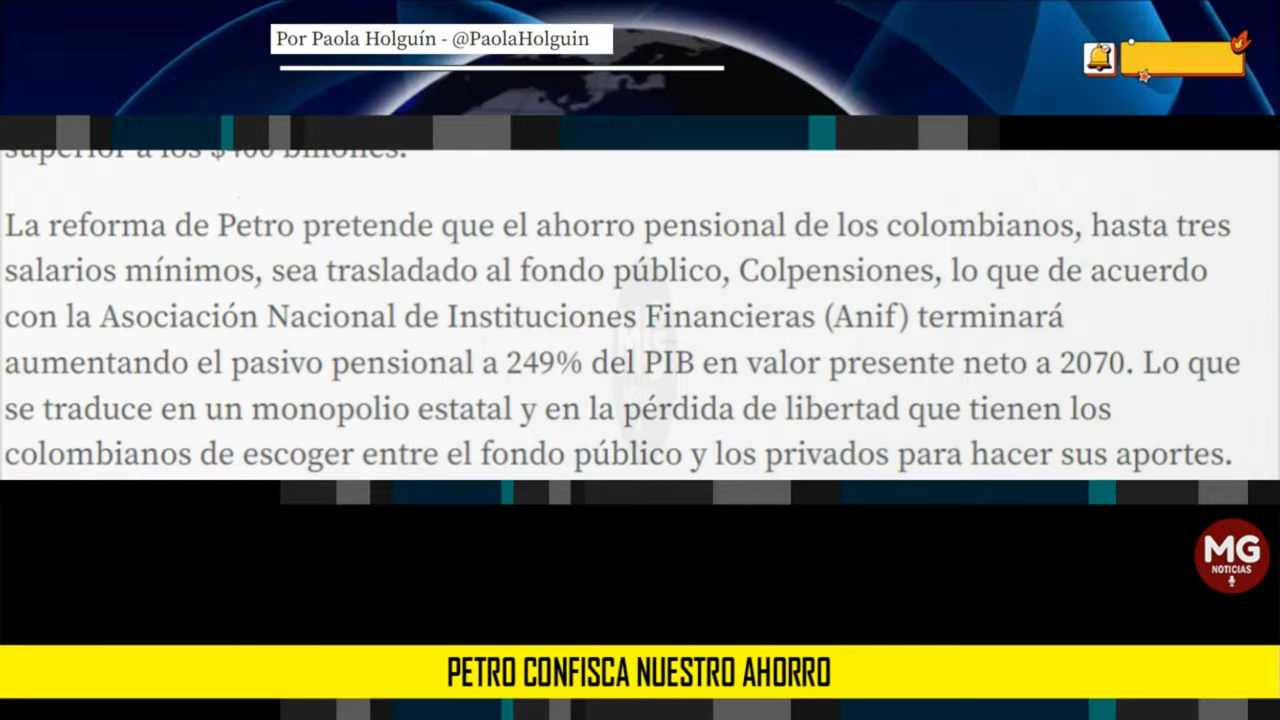 Por Paola Holguín - @PaolaHolguin
superior a los $400 billones.
La reforma de Petro pretende que el ahorro pensional de los colombianos, hasta tres
salarios mínimos, sea trasladado al fondo público, Colpensiones, lo que de acuerdo
con la Asociación Nacional de Instituciones Financieras (Anif) terminará
aumentando el pasivo pensional a 249% del PIB en valor presente neto a 2070. Lo que
se traduce en un monopolio estatal y en la pérdida de libertad que tienen los
colombianos de escoger entre el fondo público y los privados para hacer sus aportes.
MG
NOTICIAS
PETRO CONFISCA NUESTRO AHORRO